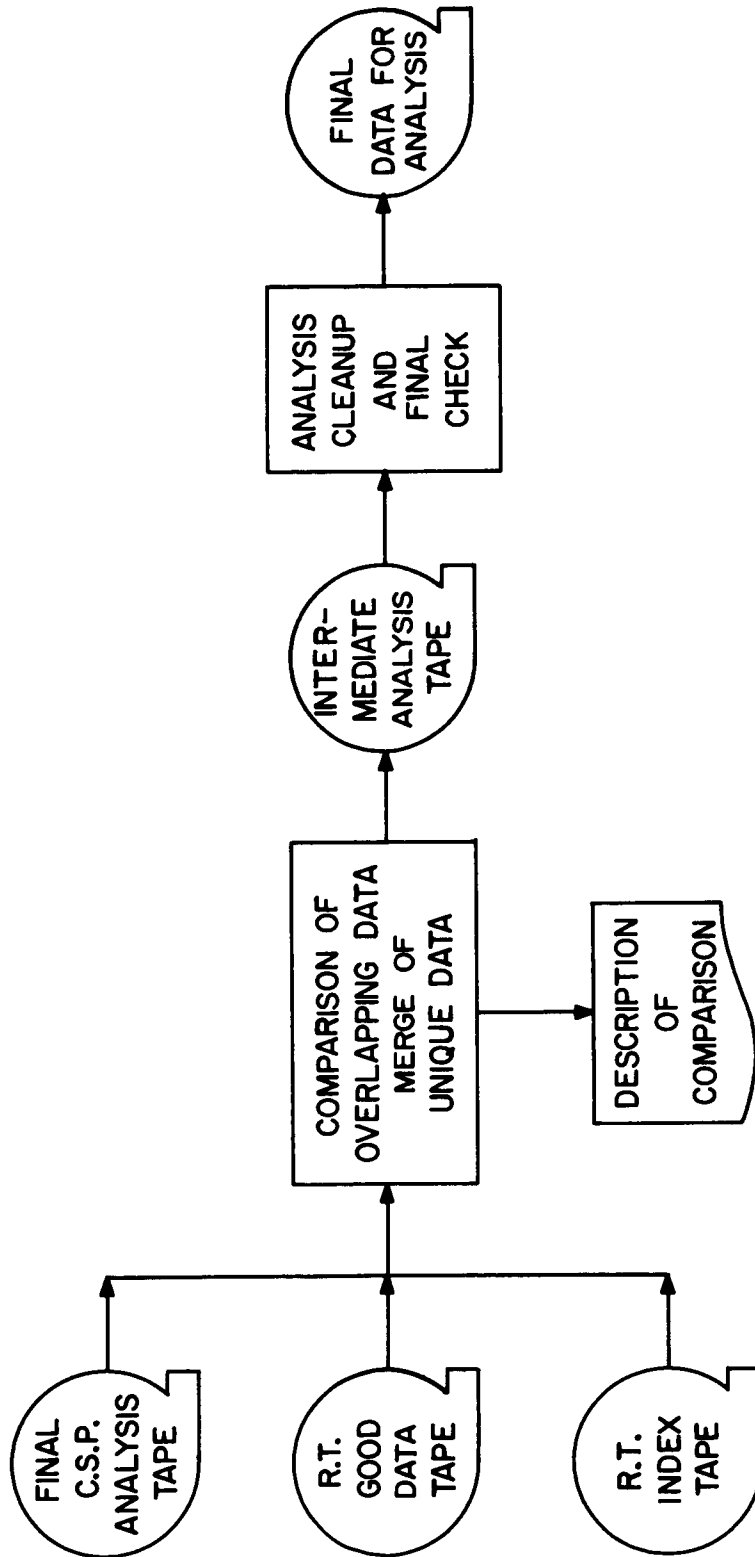 FINAL
C.S.P.
ANALYSIS
TAPE
R.T.
GOOD
DATA
TAPE
R.T.
INDEX
TAPE
COMPARISON OF
OVERLAPPING DATA
MERGE OF
UNIQUE DATA
DESCRIPTION
OF
COMPARISON
INTER-
MEDIATE
ANALYSIS
TAPE
ANALYSIS
CLEANUP
AND
FINAL
CHECK
FINAL
DATA FOR
ANALYSIS